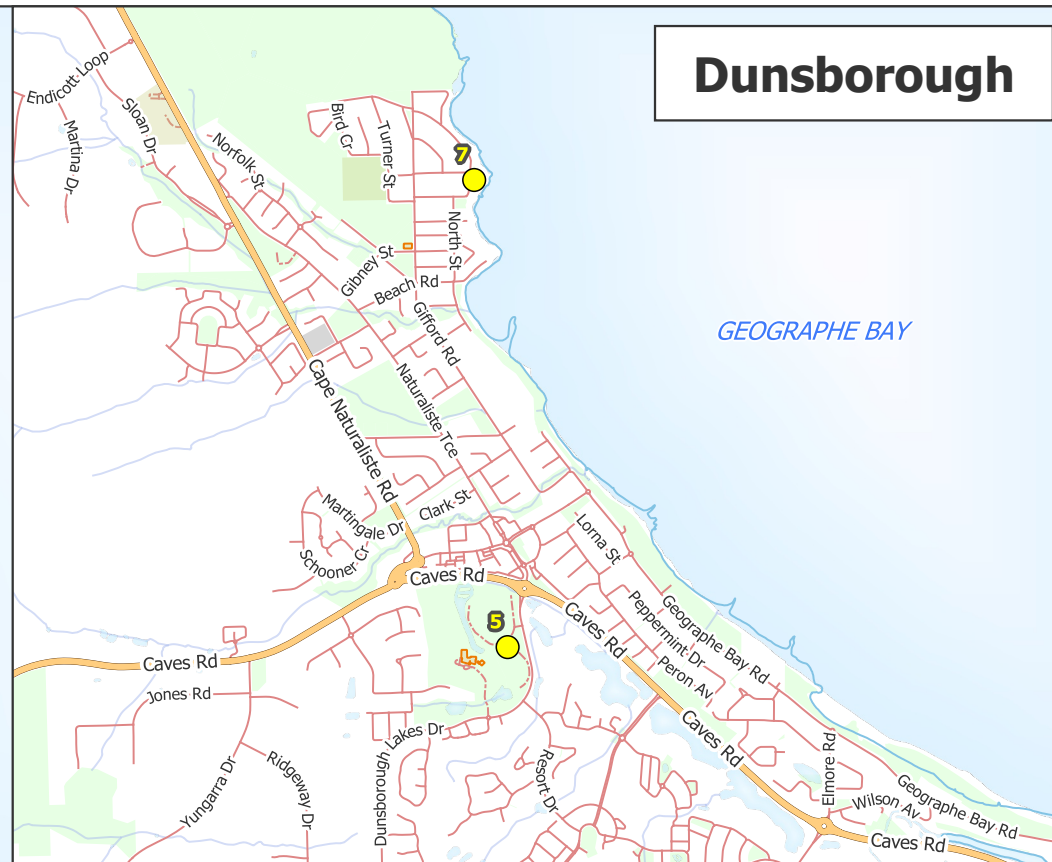 Dunsborough
Endicott Loop
Sloan Dr
Martina Dr
Norfolk St
Bird Cr
Turner St
7
North St
Gibney St
Beach Rd
Gifford Rd
GEOGRAPHE BAY
Cape Naturaliste Rd
Naturaliste Tce
Martingale Dr
Clark St
Schooner Cr
Lorna St
Caves Rd
5
Caves Rd
Peppermint Dr
Geographe Bay Rd
Caves Rd
Peron Av
Jones Rd
Caves Rd
Dunsborough Lakes Dr
Elmore Rd
Yungarra Dr
Ridgeway Dr
Resort Dr
Geographe Bay Rd
Wilson Av
Caves Rd